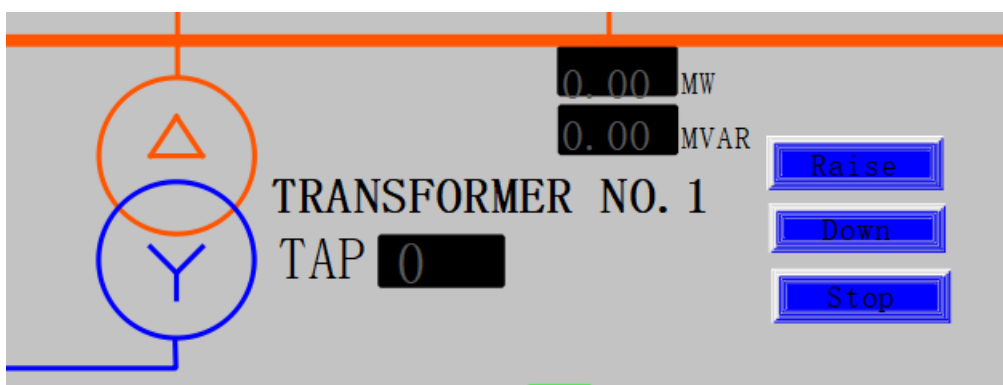 0.00 MW
0.00 MVAR
Raise
TRANSFORMER NO.1
Down
TAP 0
Stop